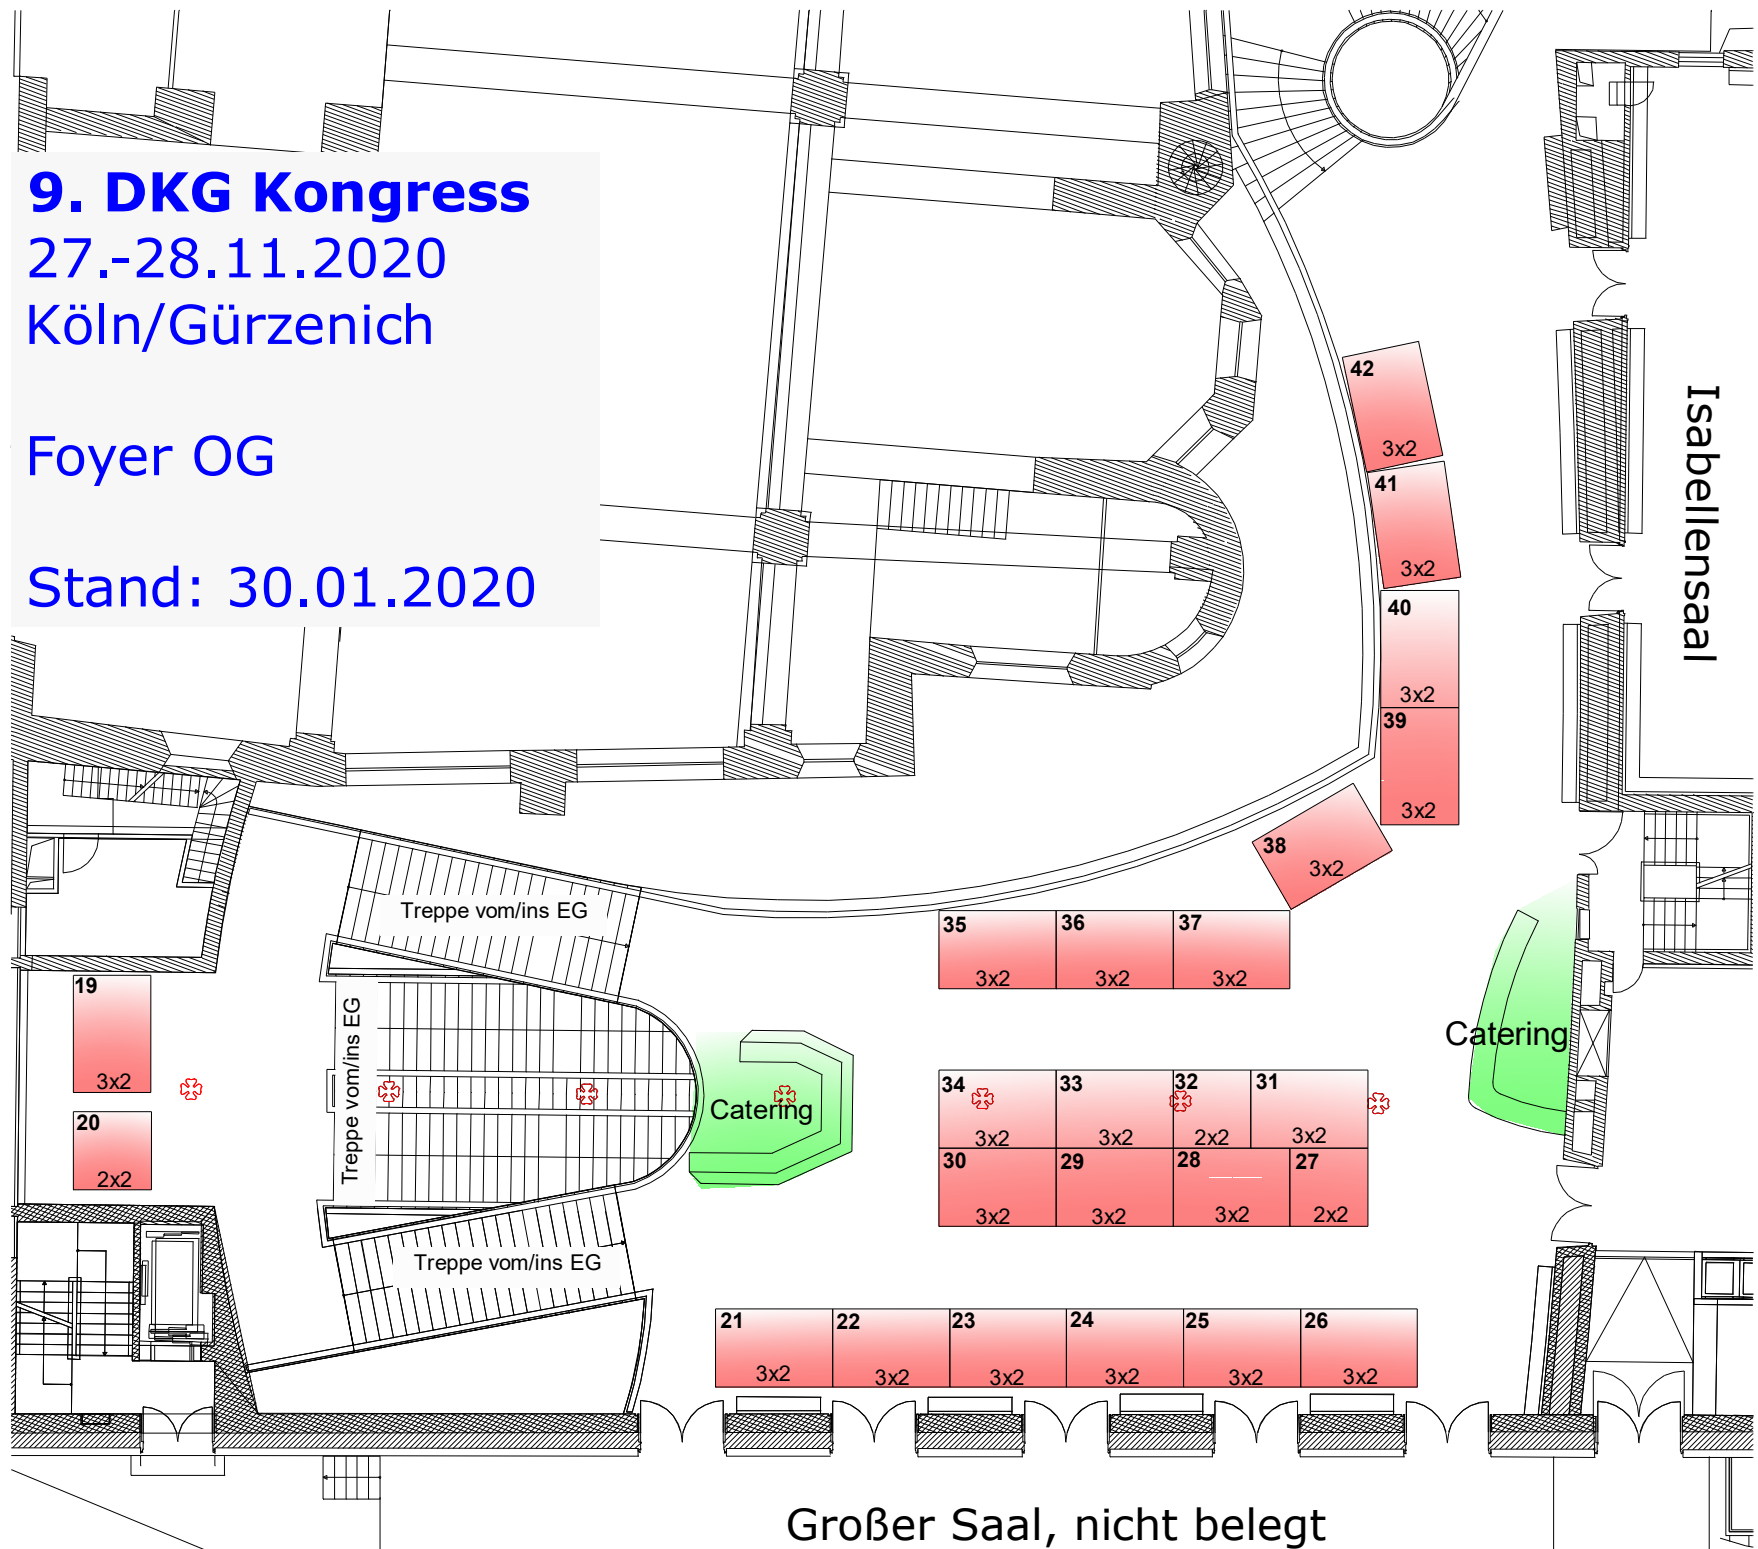 9. DKG Kongress
27.-28.11.2020
Köln/Gürzenich
Foyer OG
Stand: 30.01.2020
Isabellensaal
42
3x2
41
3x2
40
3x2
39
3x2
38
3x2
Treppe vom/ins EG
35
36
37
3x2
3x2
3x2
19
3x2
20
2x2
Treppe vom/ins EG
Catering
Catering
34
33
32
31
3x2
3x2
2x2
3x2
30
29
28
27
3x2
3x2
3x2
2x2
Treppe vom/ins EG
21
22
23
24
25
26
3x2
3x2
3x2
3x2
3x2
3x2
Großer Saal, nicht belegt